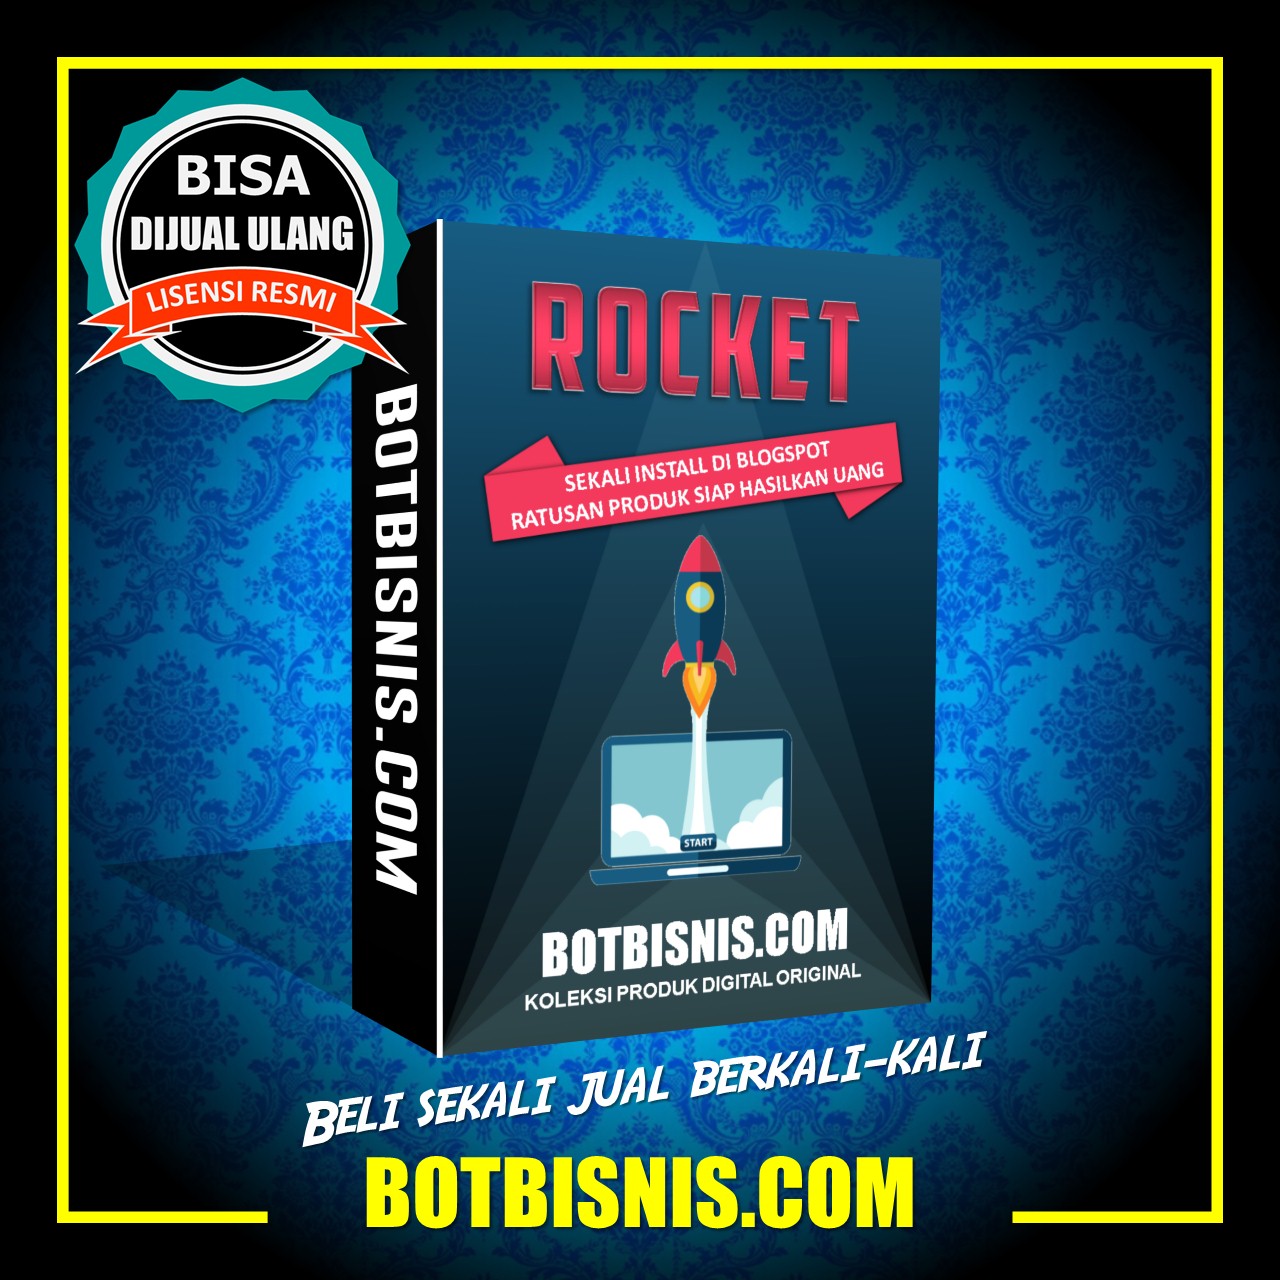 BISA
DIJUAL ULANG
LISENSI RESMI
BOTBISNIS.COM
ROCKET
SEKALI INSTALL DI BLOGSPOT
RATUSAN PRODUK SIAP HASILKAN UANG
START
BOTBISNIS.COM
KOLEKSI PRODUK DIGITAL ORIGINAL
BELI SEKALI JUAL BERKALI-KALI
BOTBISNIS.COM